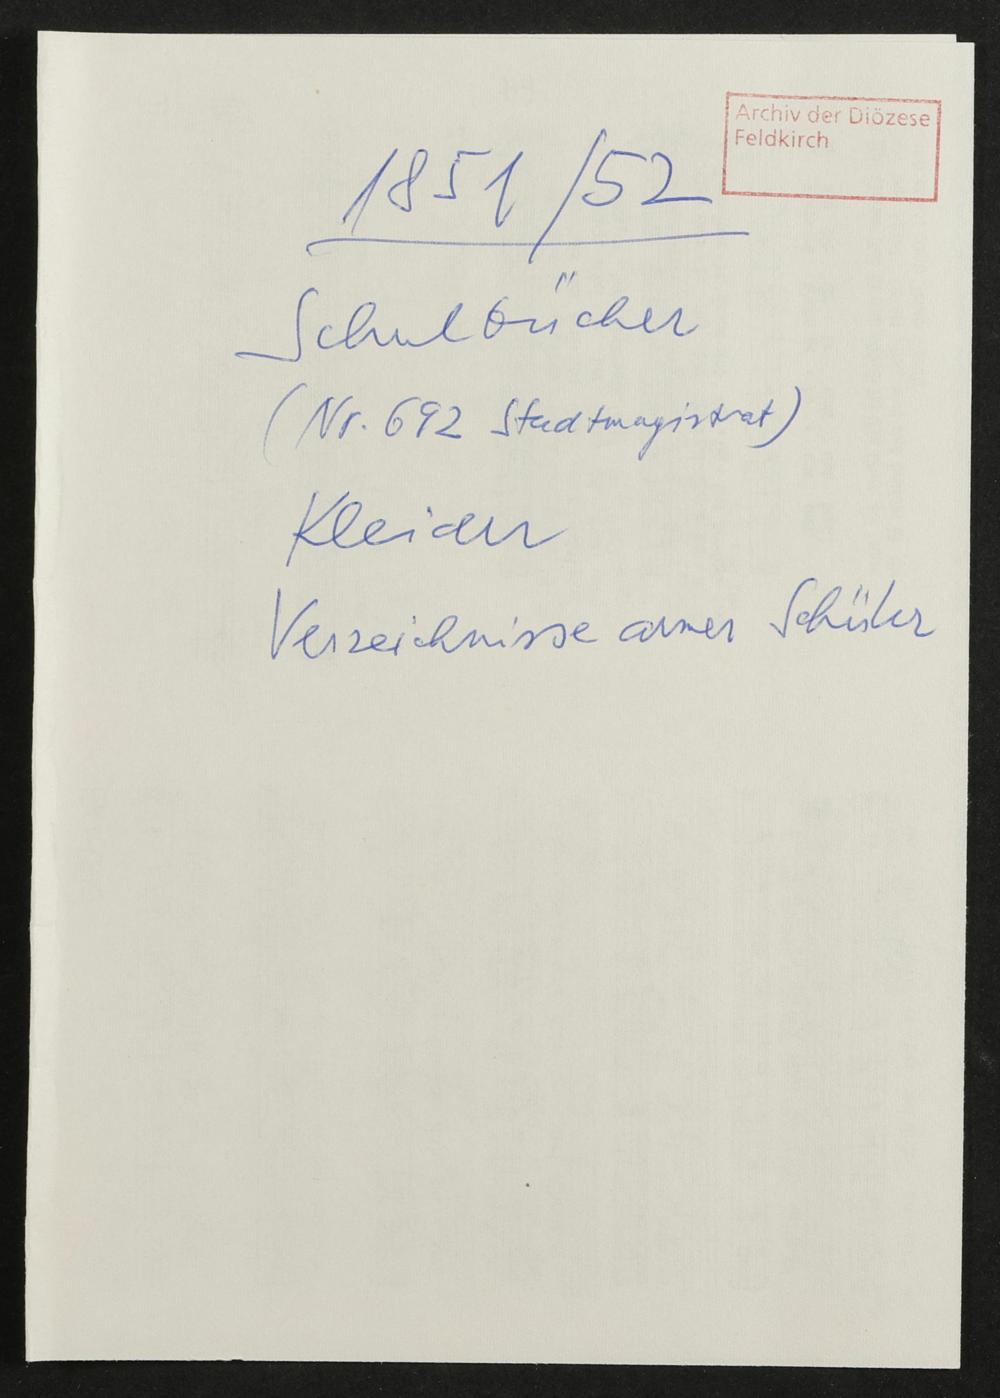 Archiv der Diözese
Feldkirch
1851/52
Schulbücher
(Nr. 692 Stadtmagistrat)
Kleider
Verzeichnisse armer Schüler